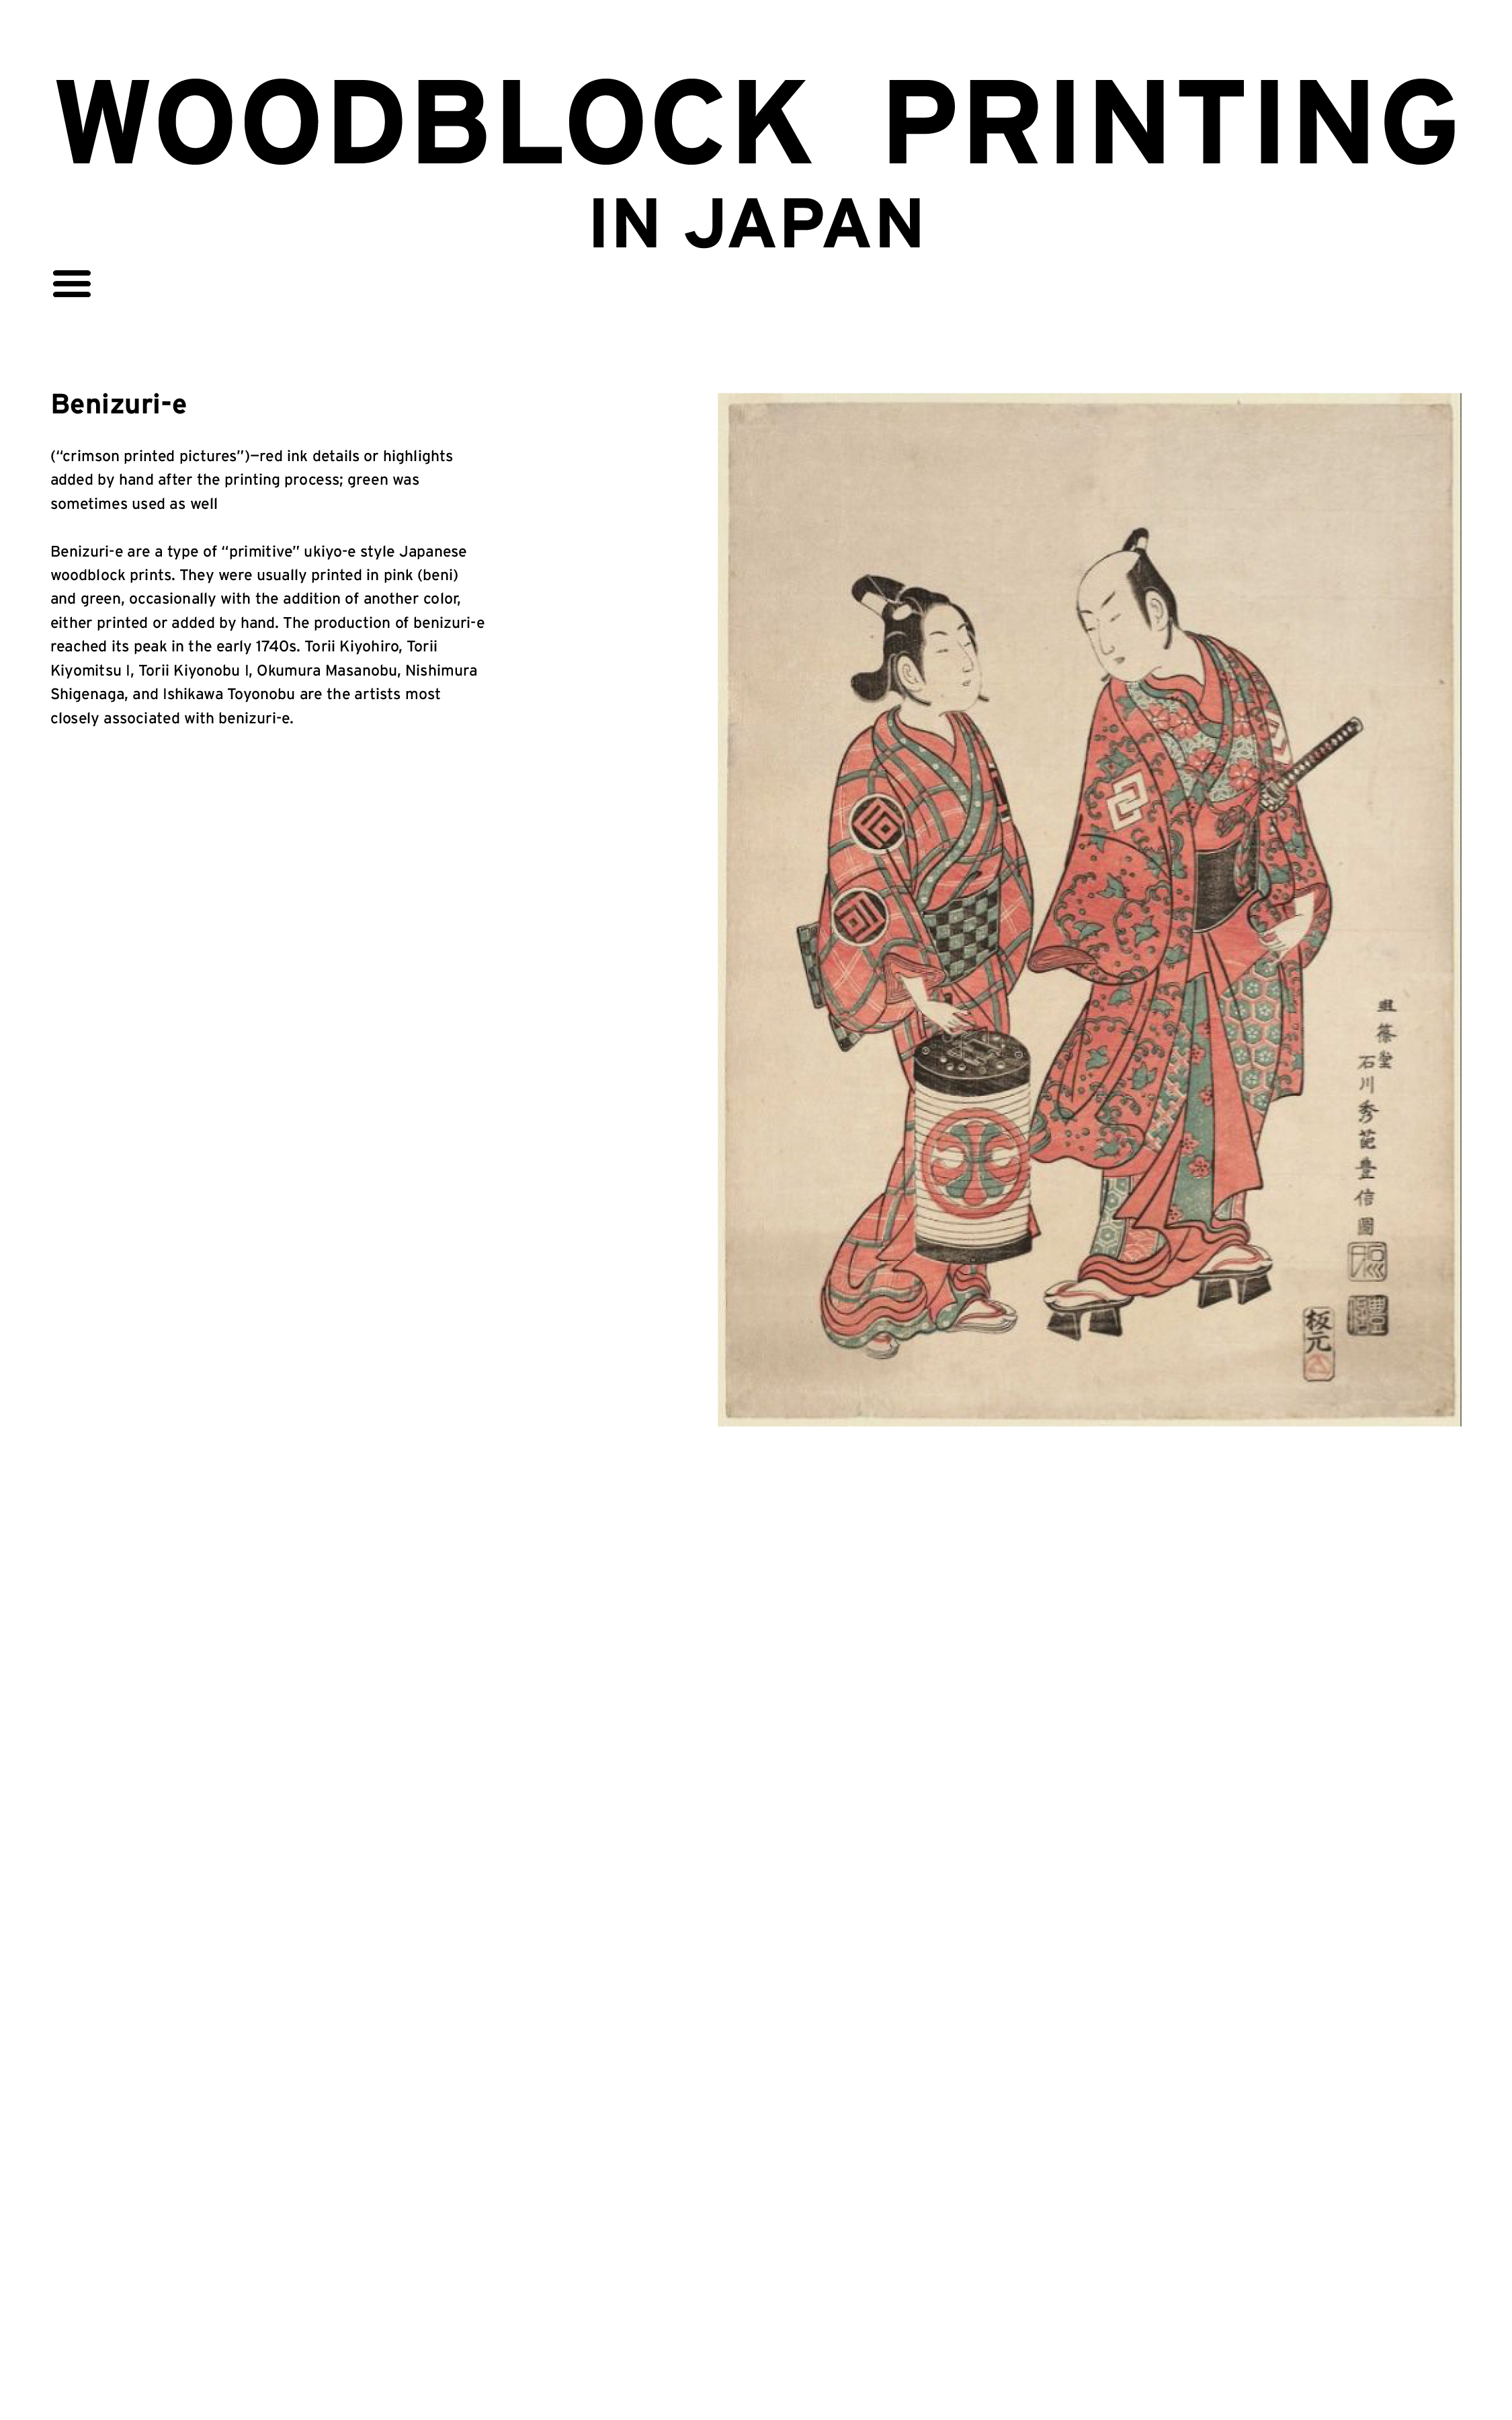 WOODBLOCK PRINTING
IN JAPAN
Benizuri-e
(“crimson printed pictures”)—red ink details or highlights
added by hand after the printing process; green was
sometimes used as well
Benizuri-e are a type of “primitive” ukiyo-e style Japanese
woodblock prints. They were usually printed in pink (beni)
and green, occasionally with the addition of another color,
either printed or added by hand. The production of benizuri-e
reached its peak in the early 1740s. Torii Kiyohiro, Torii
Kiyomitsu I, Torii Kiyonobu I, Okumura Masanobu, Nishimura
Shigenaga, and Ishikawa Toyonobu are the artists most
closely associated with benizuri-e.
石川秀葩豊信圖
板元